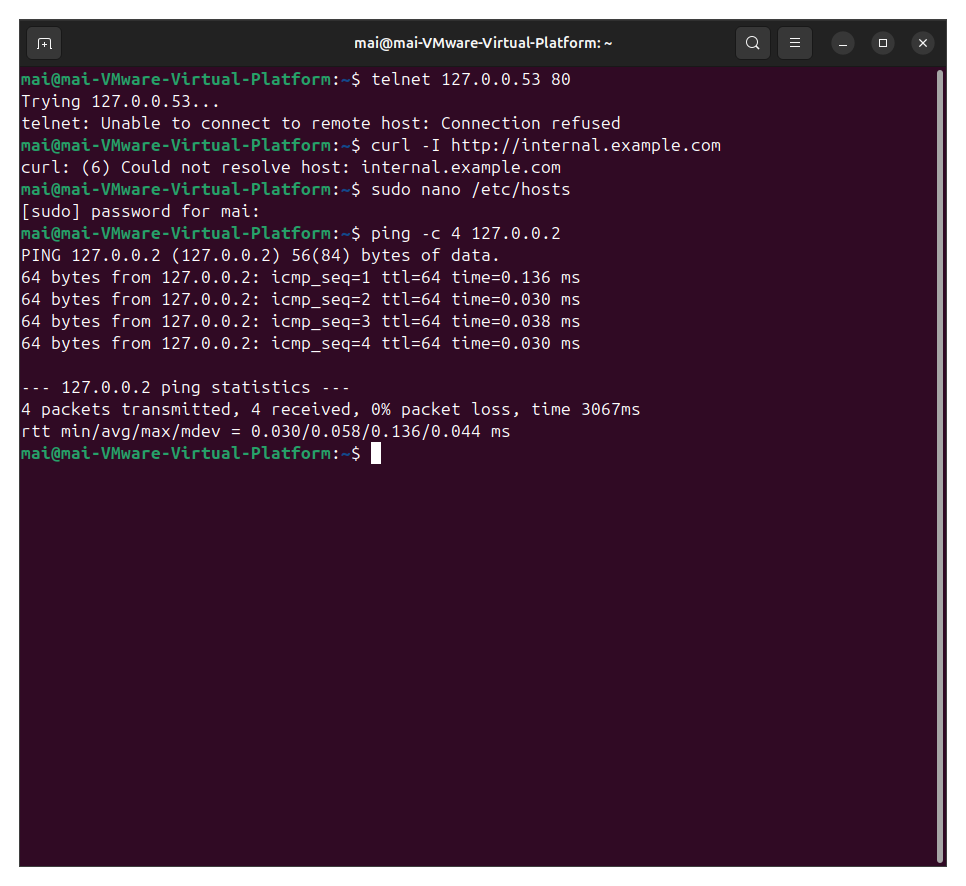 mai@mai-VMware-Virtual-Platform: ~
mai@mai-VMware-Virtual-Platform:~$ telnet 127.0.0.53 80
Trying 127.0.0.53...
telnet: Unable to connect to remote host: Connection refused
mai@mai-VMware-Virtual-Platform:~$ curl -I http://internal.example.com
curl: (6) Could not resolve host: internal.example.com
mai@mai-VMware-Virtual-Platform:~$ sudo nano /etc/hosts
[sudo] password for mai:
mai@mai-VMware-Virtual-Platform:~$ ping -c 4 127.0.0.2
PING 127.0.0.2 (127.0.0.2) 56(84) bytes of data.
64 bytes from 127.0.0.2: icmp_seq=1 ttl=64 time=0.136 ms
64 bytes from 127.0.0.2: icmp_seq=2 ttl=64 time=0.030 ms
64 bytes from 127.0.0.2: icmp_seq=3 ttl=64 time=0.038 ms
64 bytes from 127.0.0.2: icmp_seq=4 ttl=64 time=0.030 ms
--- 127.0.0.2 ping statistics ---
4 packets transmitted, 4 received, 0% packet loss, time 3067ms
rtt min/avg/max/mdev = 0.030/0.058/0.136/0.044 ms
mai@mai-VMware-Virtual-Platform:~$